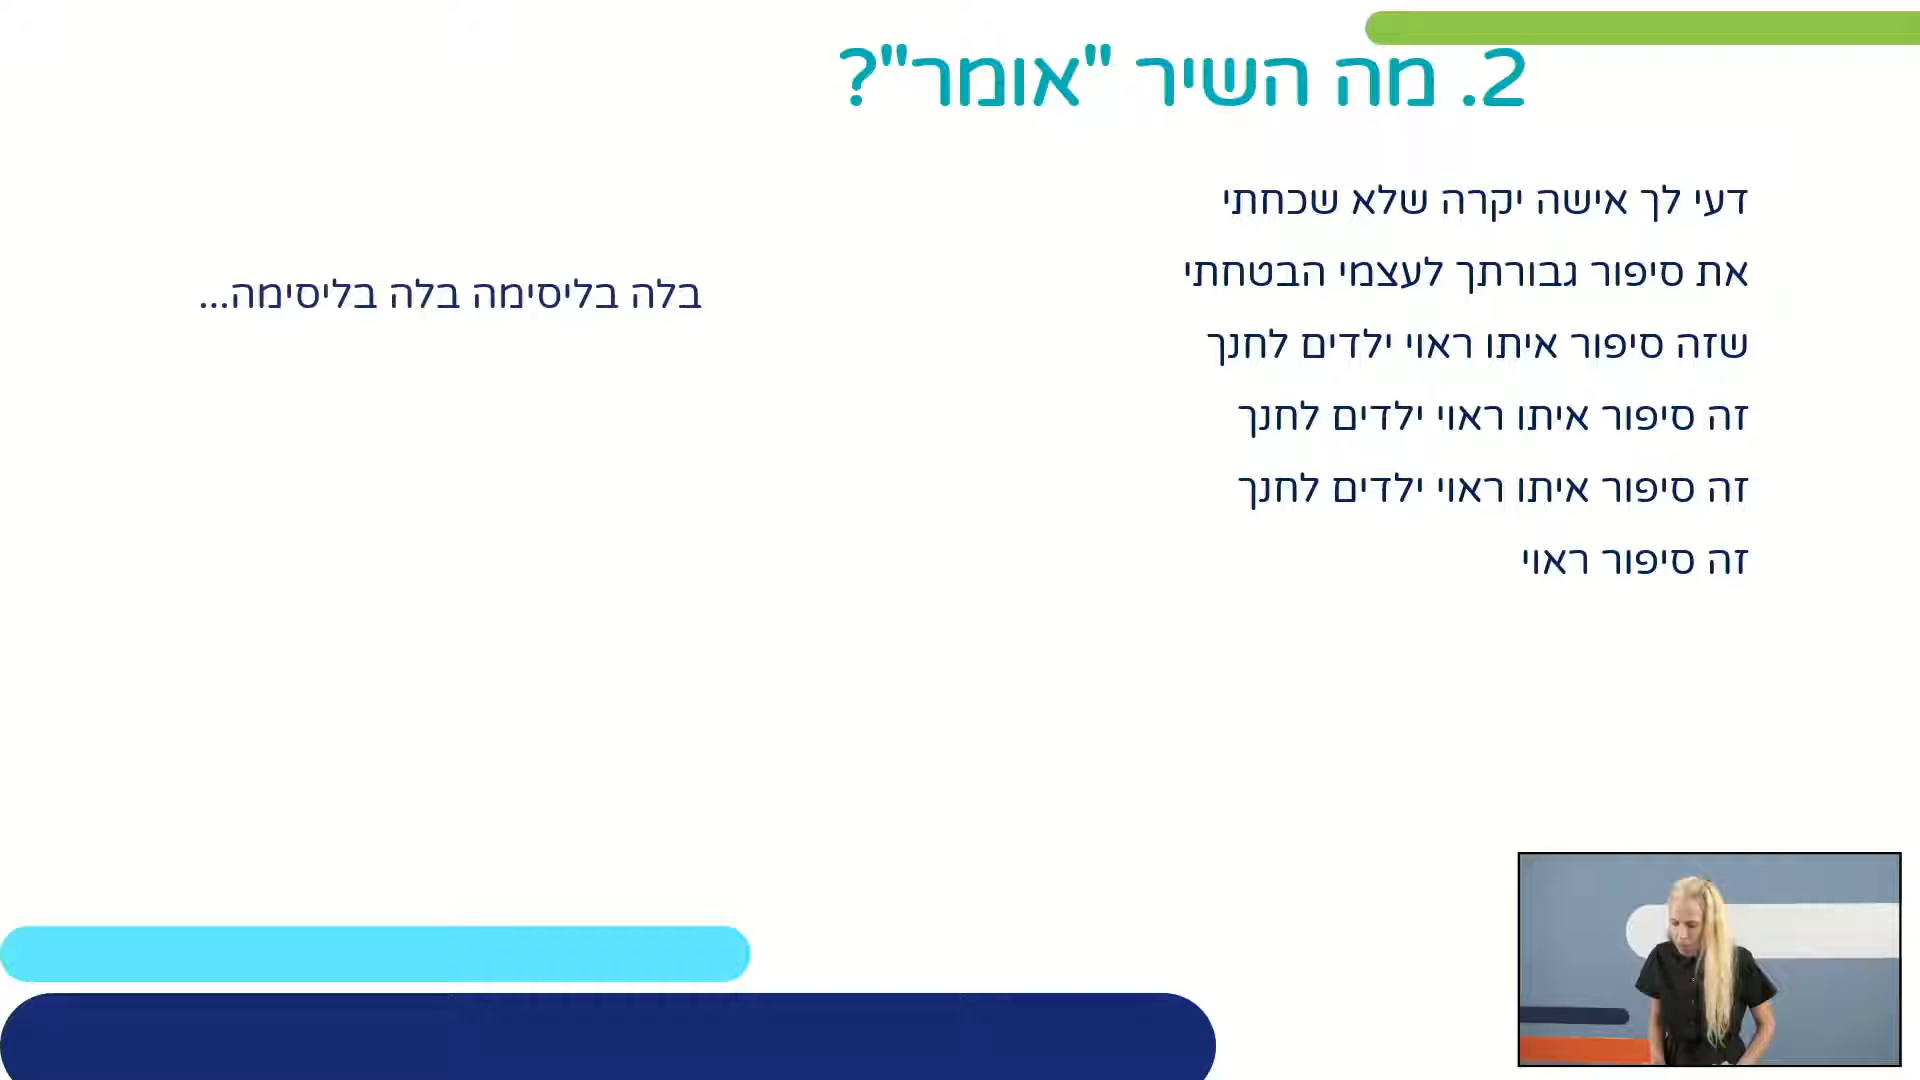 2. מה השיר "אומר"?
דעי לך אישה יקרה שלא שכחתי
את סיפור גבורתך לעצמי הבטחתי
שזה סיפור איתו ראוי ילדים לחנך
זה סיפור איתו ראוי ילדים לחנך
זה סיפור איתו ראוי ילדים לחנך
זה סיפור ראוי
בלה בליסימה בלה בליסימה...